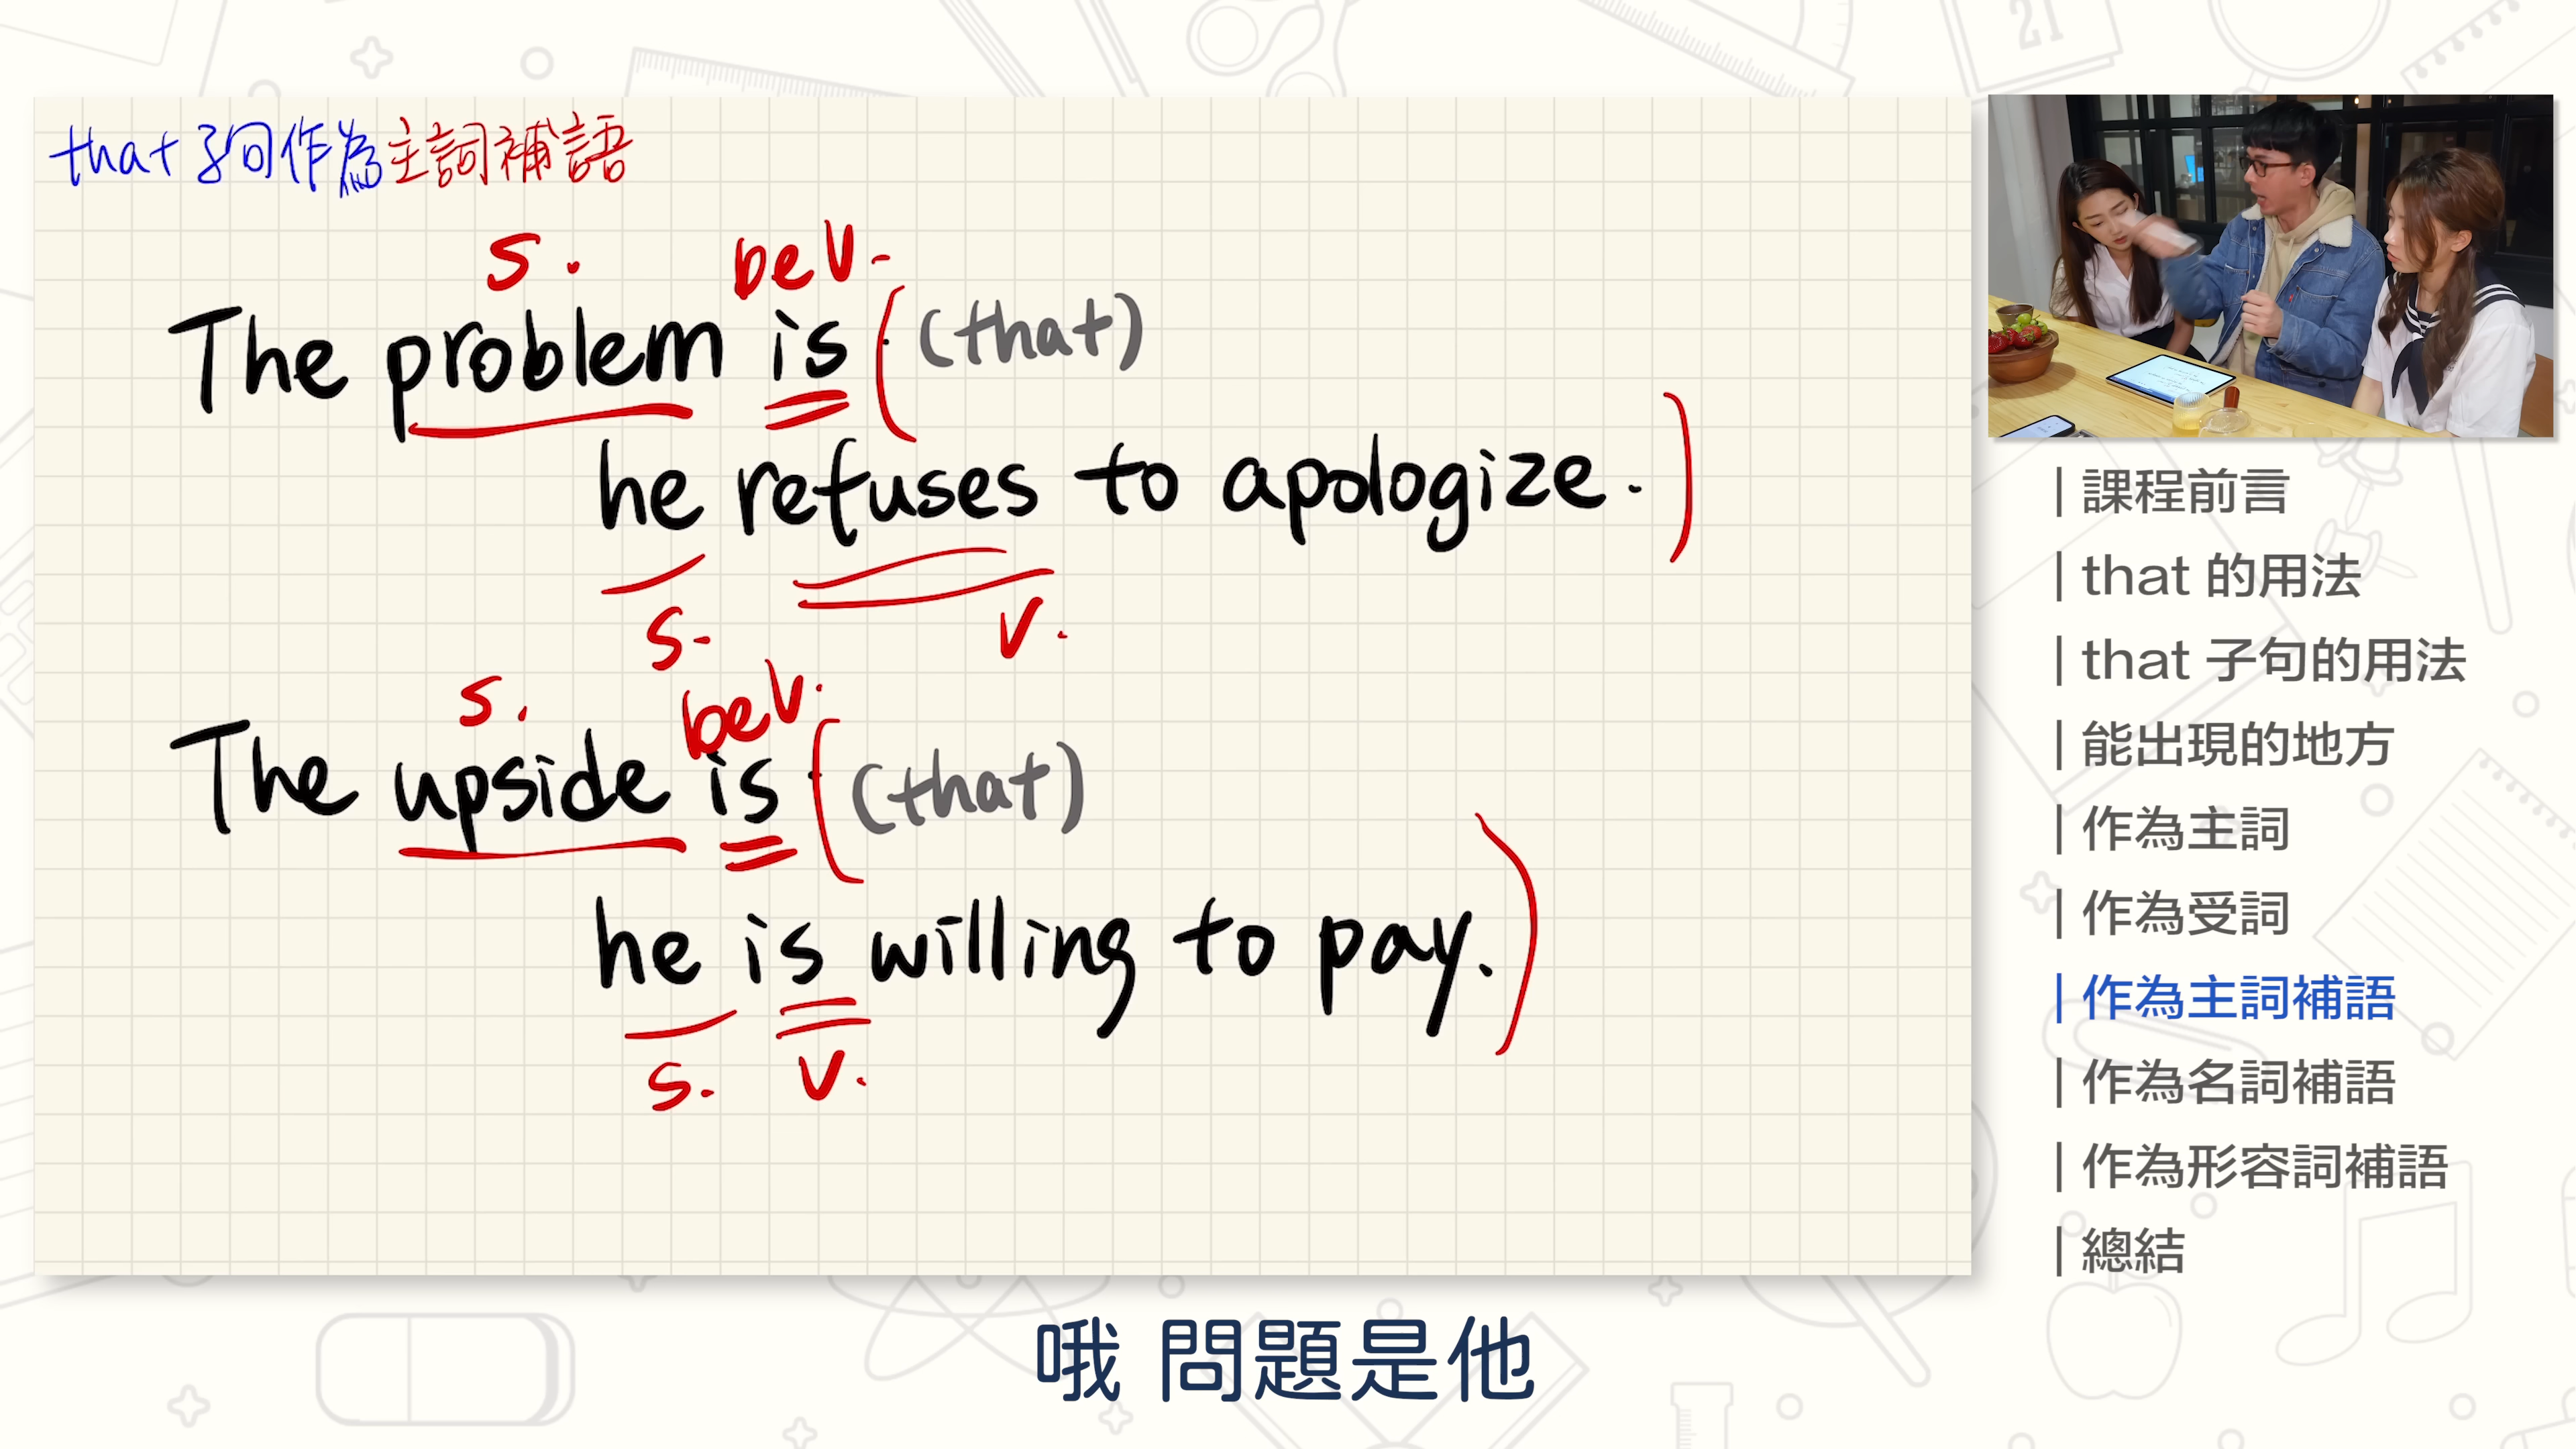 that 子句作為主詞補語
s. be v.
The problem is (that)
he refuses to apologize.
s. v.
s. be v.
The upside is (that)
he is willing to pay.
s. v.
21
| 課程前言
| that 的用法
| that 子句的用法
| 能出現的地方
| 作為主詞
| 作為受詞
| 作為主詞補語
| 作為名詞補語
| 作為形容詞補語
| 總結
哦 問題是他